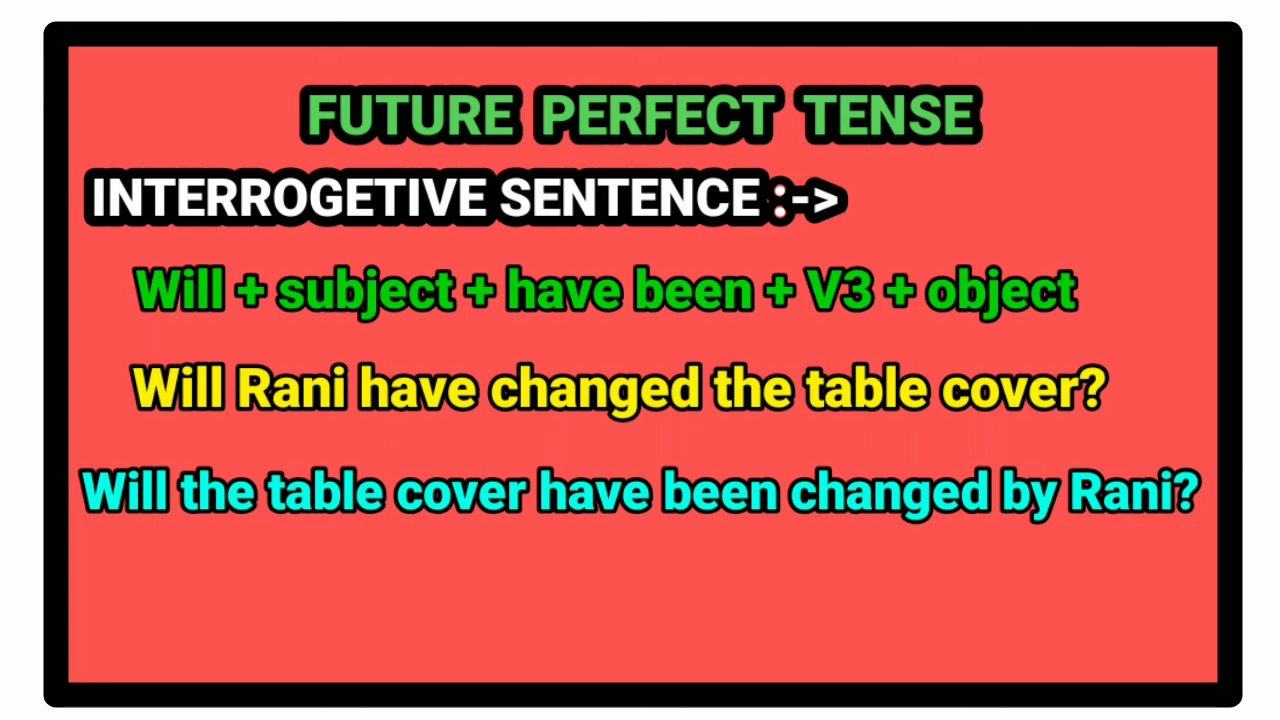 FUTURE PERFECT TENSE
INTERROGETIVE SENTENCE :->
Will + subject + have been + V3 + object
Will Rani have changed the table cover?
Will the table cover have been changed by Rani?